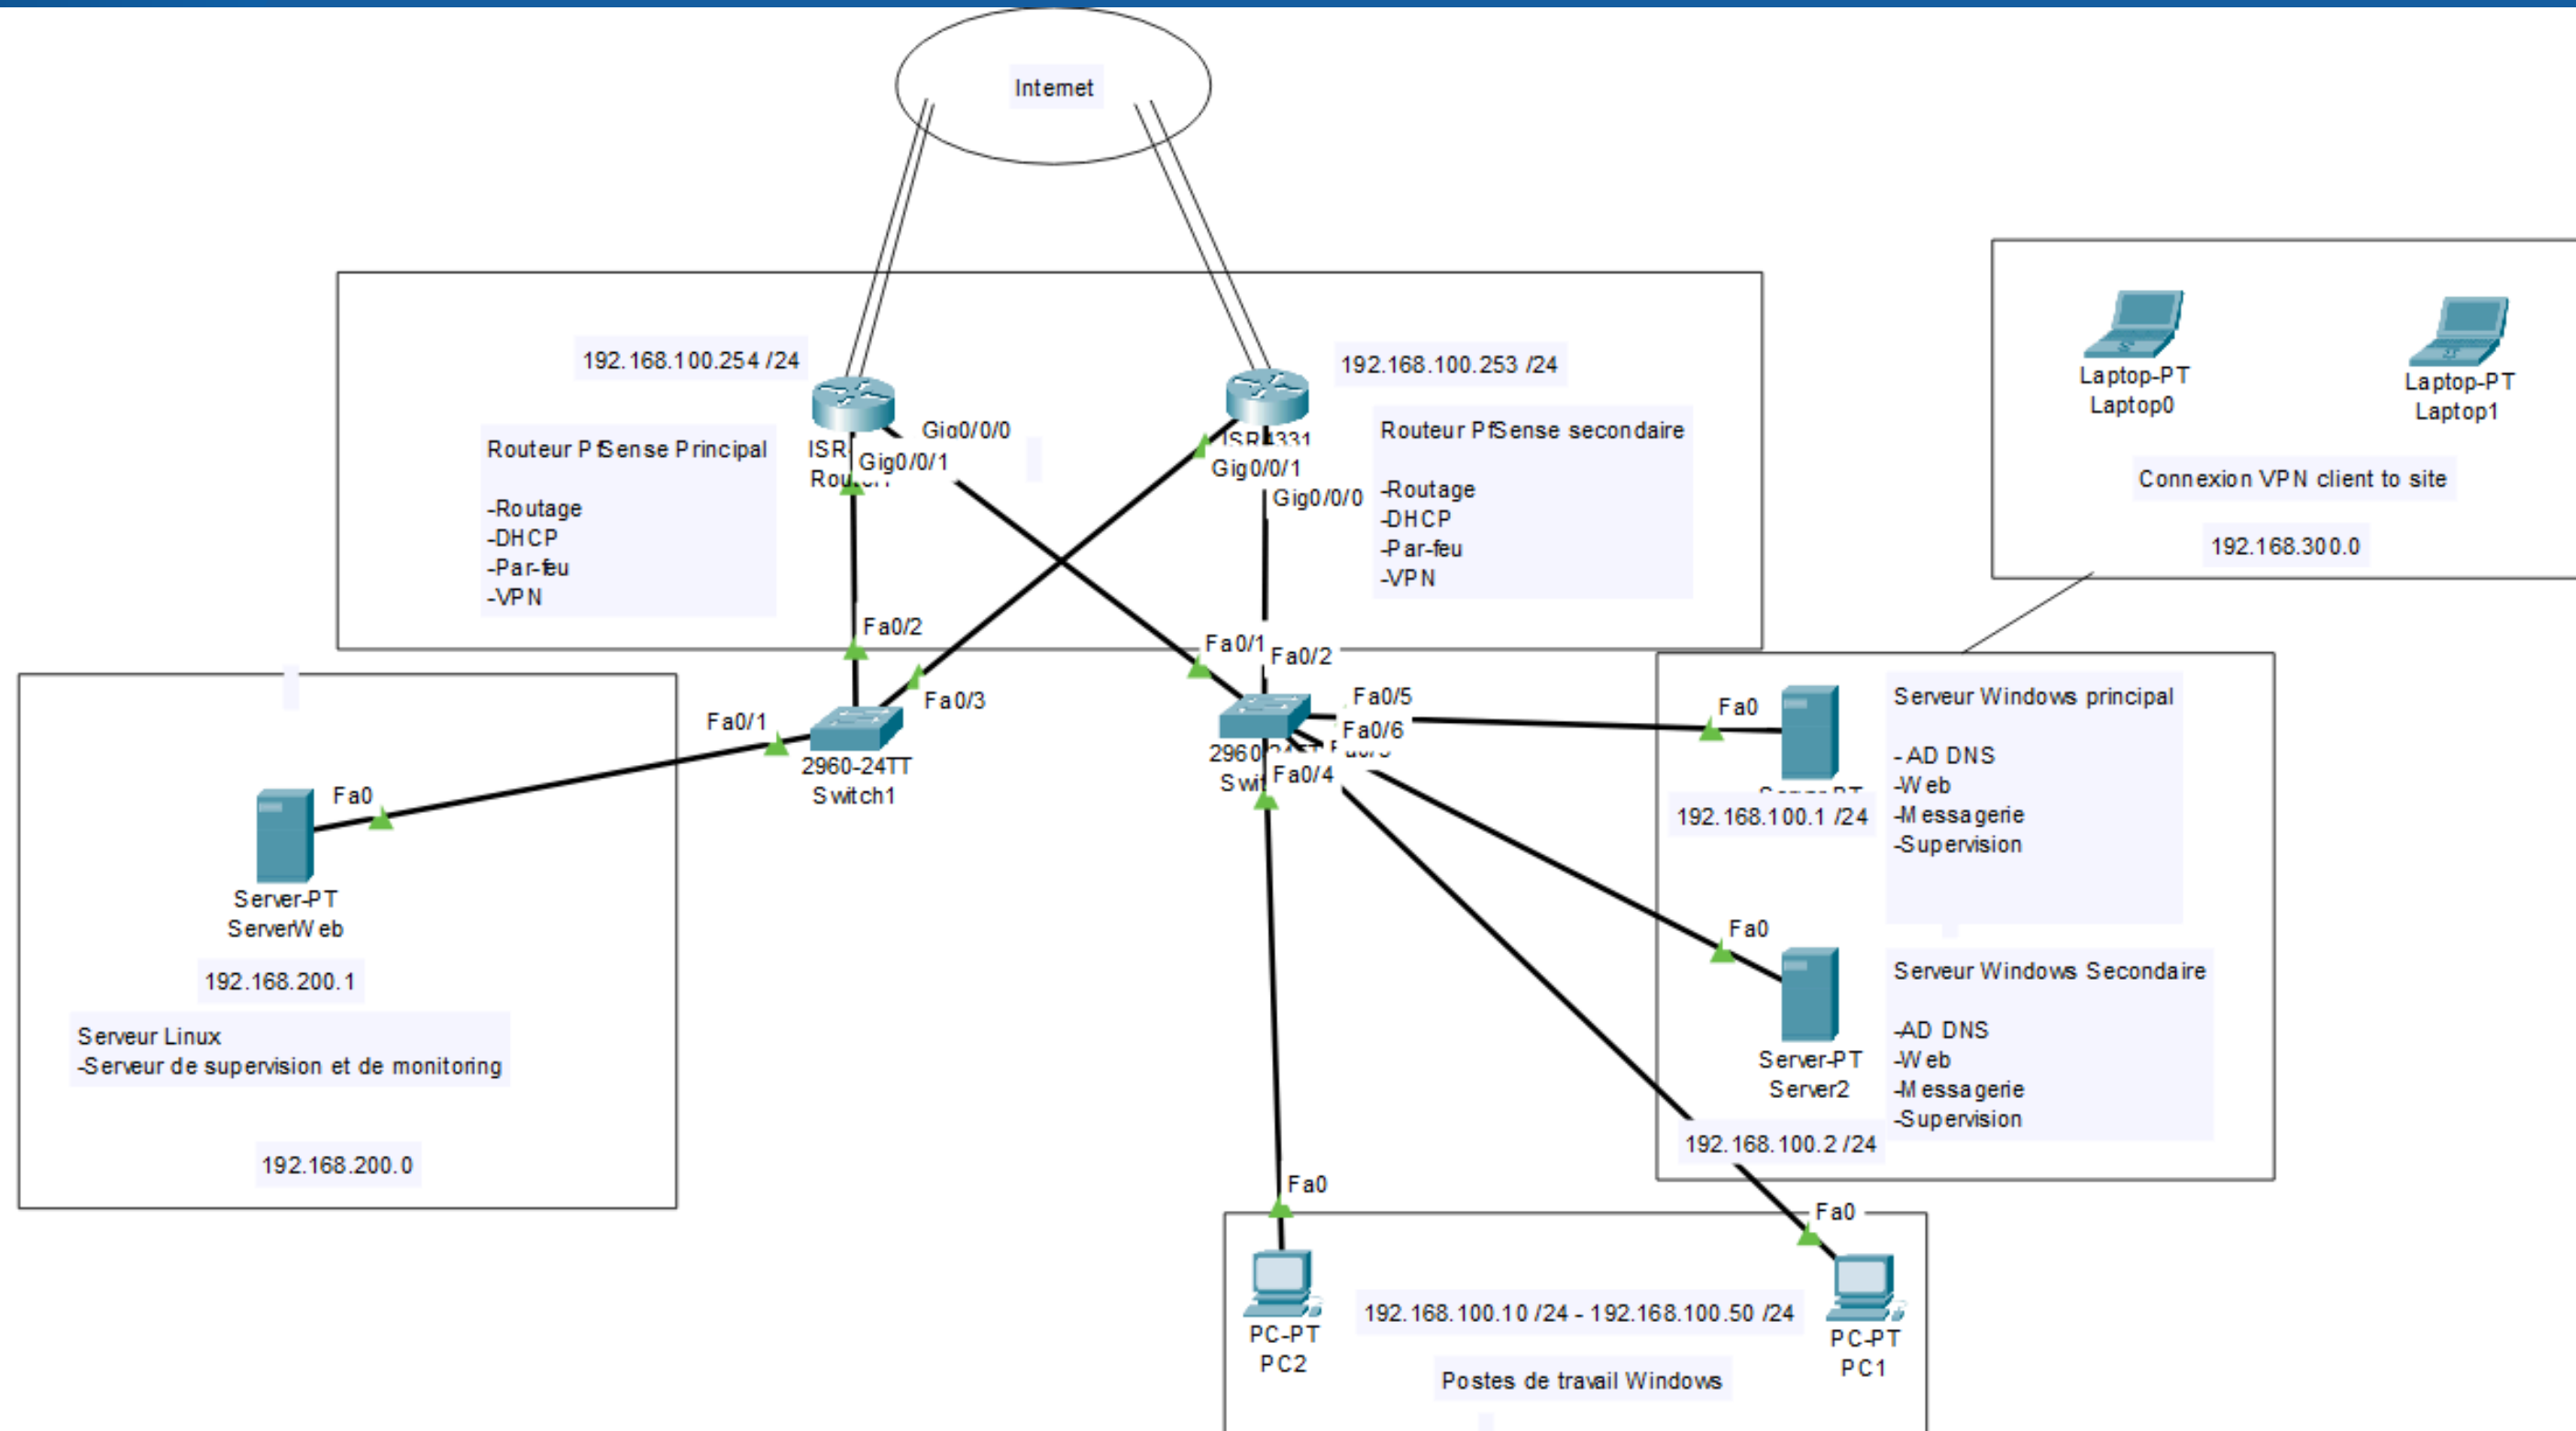 Internet
192.168.100.254 /24
192.168.100.253 /24
Routeur PfSense Principal
-Routage
-DHCP
-Par-feu
-VPN
Gig0/0/0
Gig0/0/1
ISR4331
Gig0/0/1
Gig0/0/0
Routeur PfSense secondaire
-Routage
-DHCP
-Par-feu
-VPN
Laptop-PT
Laptop0
Laptop-PT
Laptop1
Connexion VPN client to site
192.168.300.0
Fa0/2
Fa0/3
Fa0/1
2960-24TT
Switch1
Fa0/1
Fa0/2
Fa0/5
Fa0/6
Fa0/4
Fa0
Server-PT
ServerWeb
192.168.200.1
Serveur Linux
-Serveur de supervision et de monitoring
192.168.200.0
Fa0
192.168.100.1 /24
Serveur Windows principal
- AD DNS
-Web
-Messagerie
-Supervision
Fa0
Server-PT
Server2
192.168.100.2 /24
Serveur Windows Secondaire
-AD DNS
-Web
-Messagerie
-Supervision
Fa0
Fa0
PC-PT
PC2
192.168.100.10 /24 - 192.168.100.50 /24
PC-PT
PC1
Postes de travail Windows